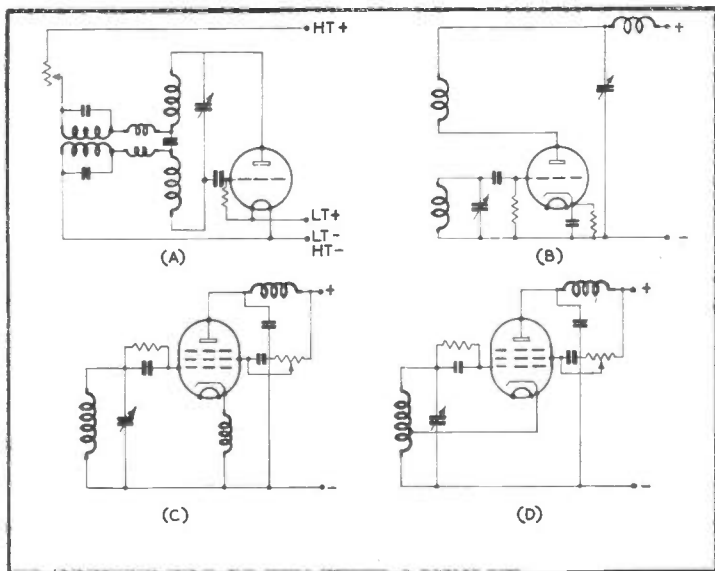 HT+
+
LT+
LT-
HT-
-
(A)
(B)
+
+
-
-
(C)
(D)